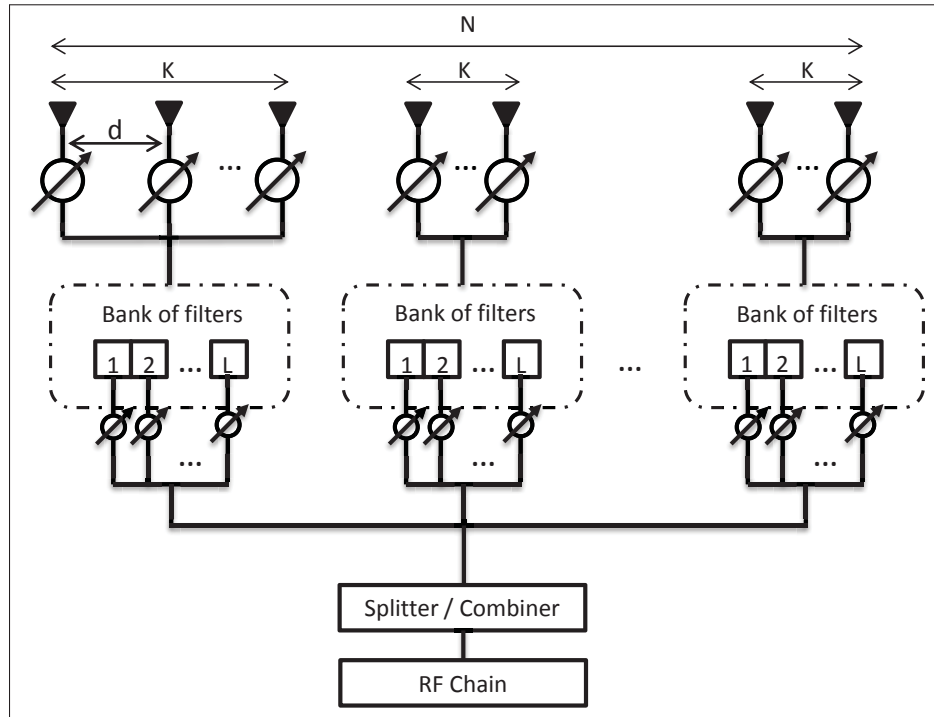 N
K K K
d
... ... ...
Bank of filters Bank of filters Bank of filters
1 2 ... L 1 2 ... L ... 1 2 ... L
... ... ...
Splitter / Combiner
RF Chain